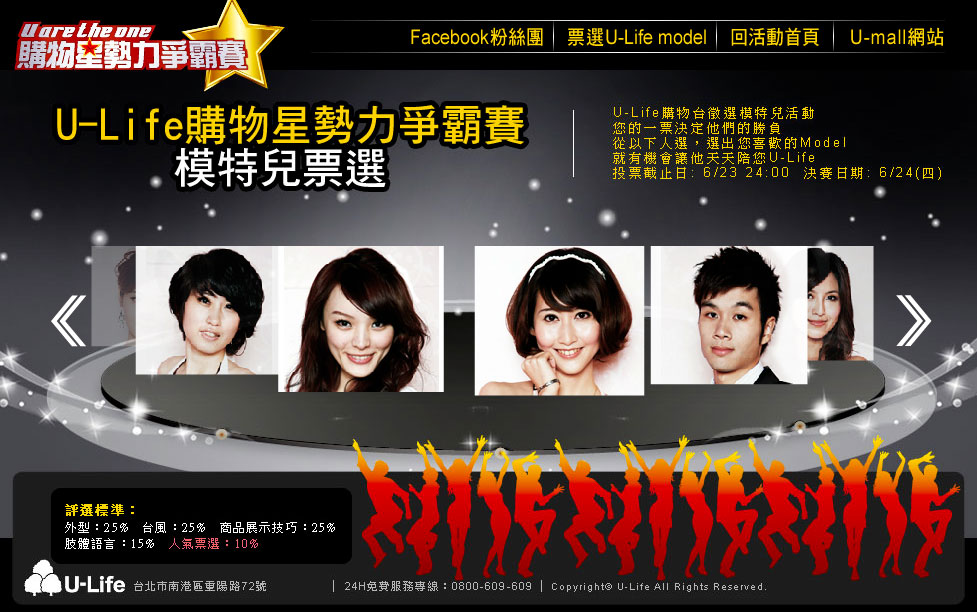 U are the one
購物星勢力爭霸賽
Facebook粉絲團 票選U-Life model 回活動首頁 U-mall網站
U-Life購物星勢力爭霸賽
模特兒票選
U-Life購物台徵選模特兒活動
您的一票決定他們的勝負
從以下人選，選出您喜歡的Model
就有機會讓他天天陪您U-Life
投票截止日: 6/23 24:00 決賽日期: 6/24(四)
評選標準：
外型：25% 台風：25% 商品展示技巧：25%
肢體語言：15% 人氣票選：10%
U-Life 台北市南港區重陽路72號 | 24H免費服務專線：0800-609-609 | Copyright© U-Life All Rights Reserved.